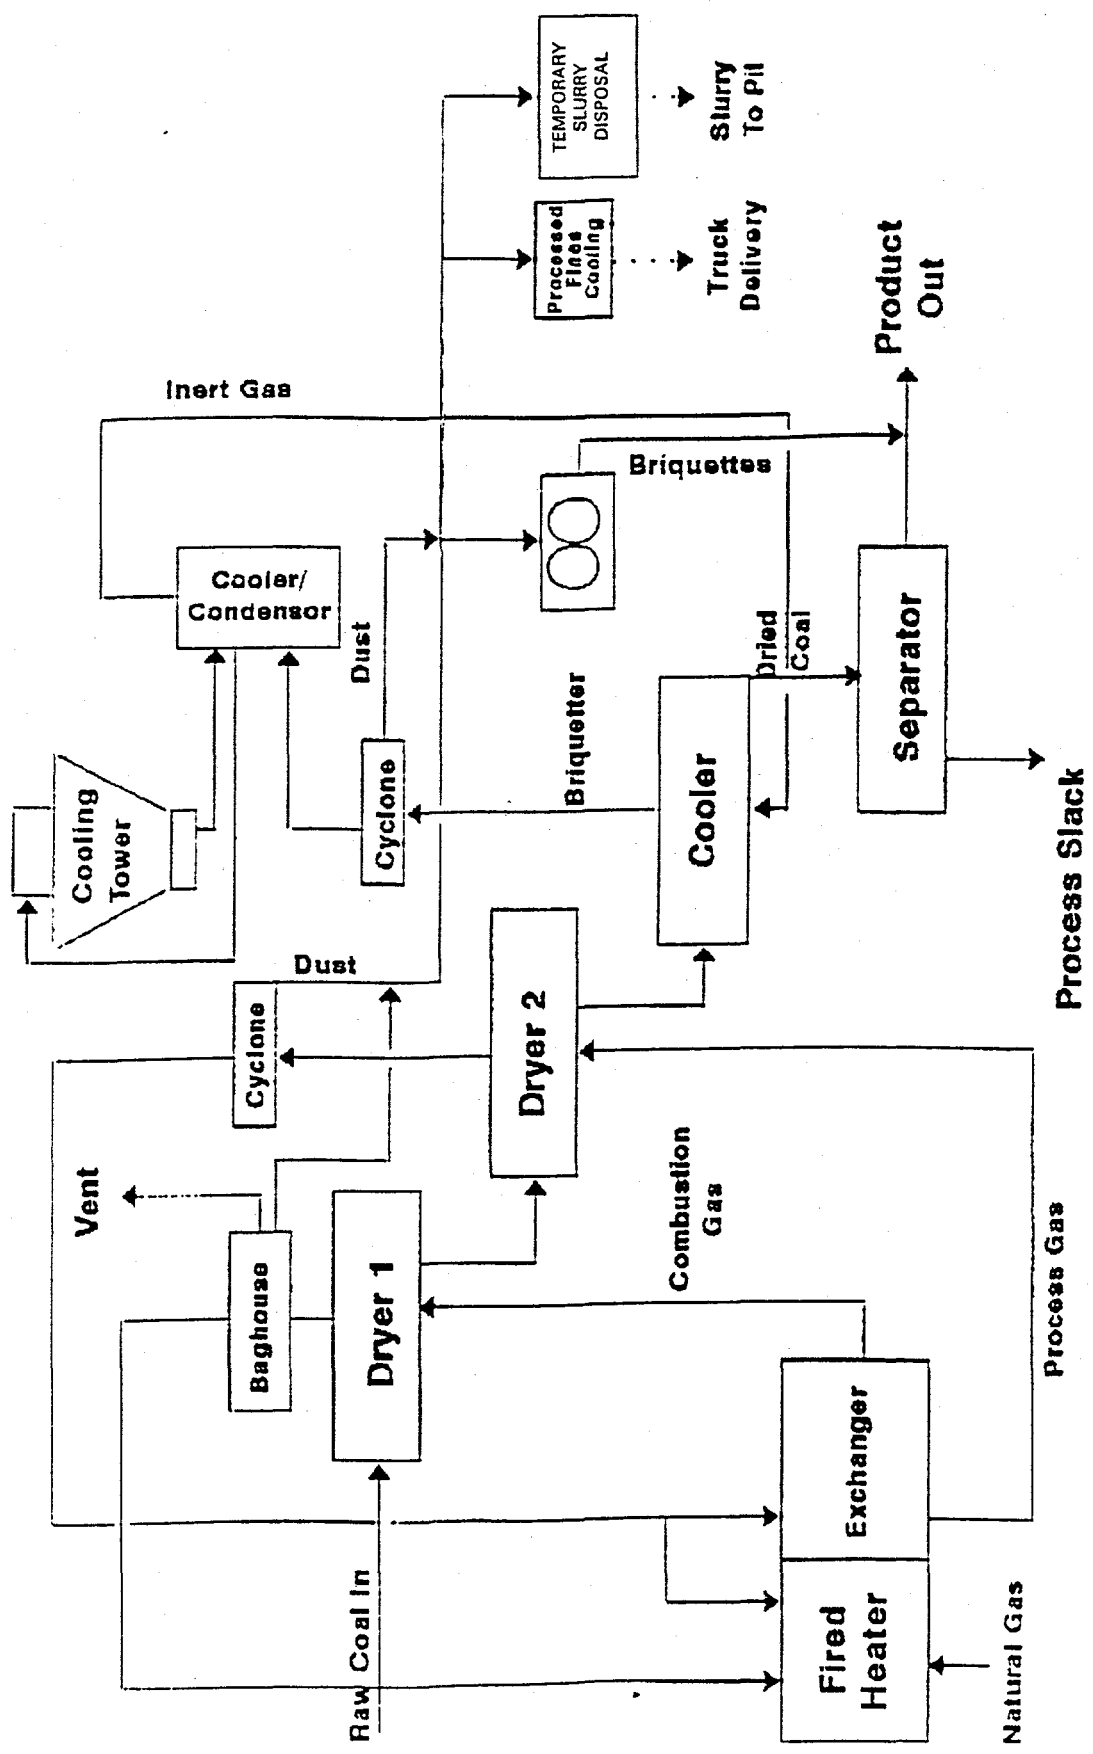 Raw Coal In
Vent
Baghouse
Dryer 1
Fired
Heater
Exchanger
Natural Gas
Combustion
Gas
Process Gas
Cyclone
Dust
Dryer 2
Cooling
Tower
Cooler/
Condensor
Inert Gas
Cyclone
Dust
Briquetter
Cooler
Dried
Coal
Briquettes
Separator
Process Slack
Product
Out
Processed
Fines
Cooling
Truck
Delivery
TEMPORARY
SLURRY
DISPOSAL
Slurry
To Pit